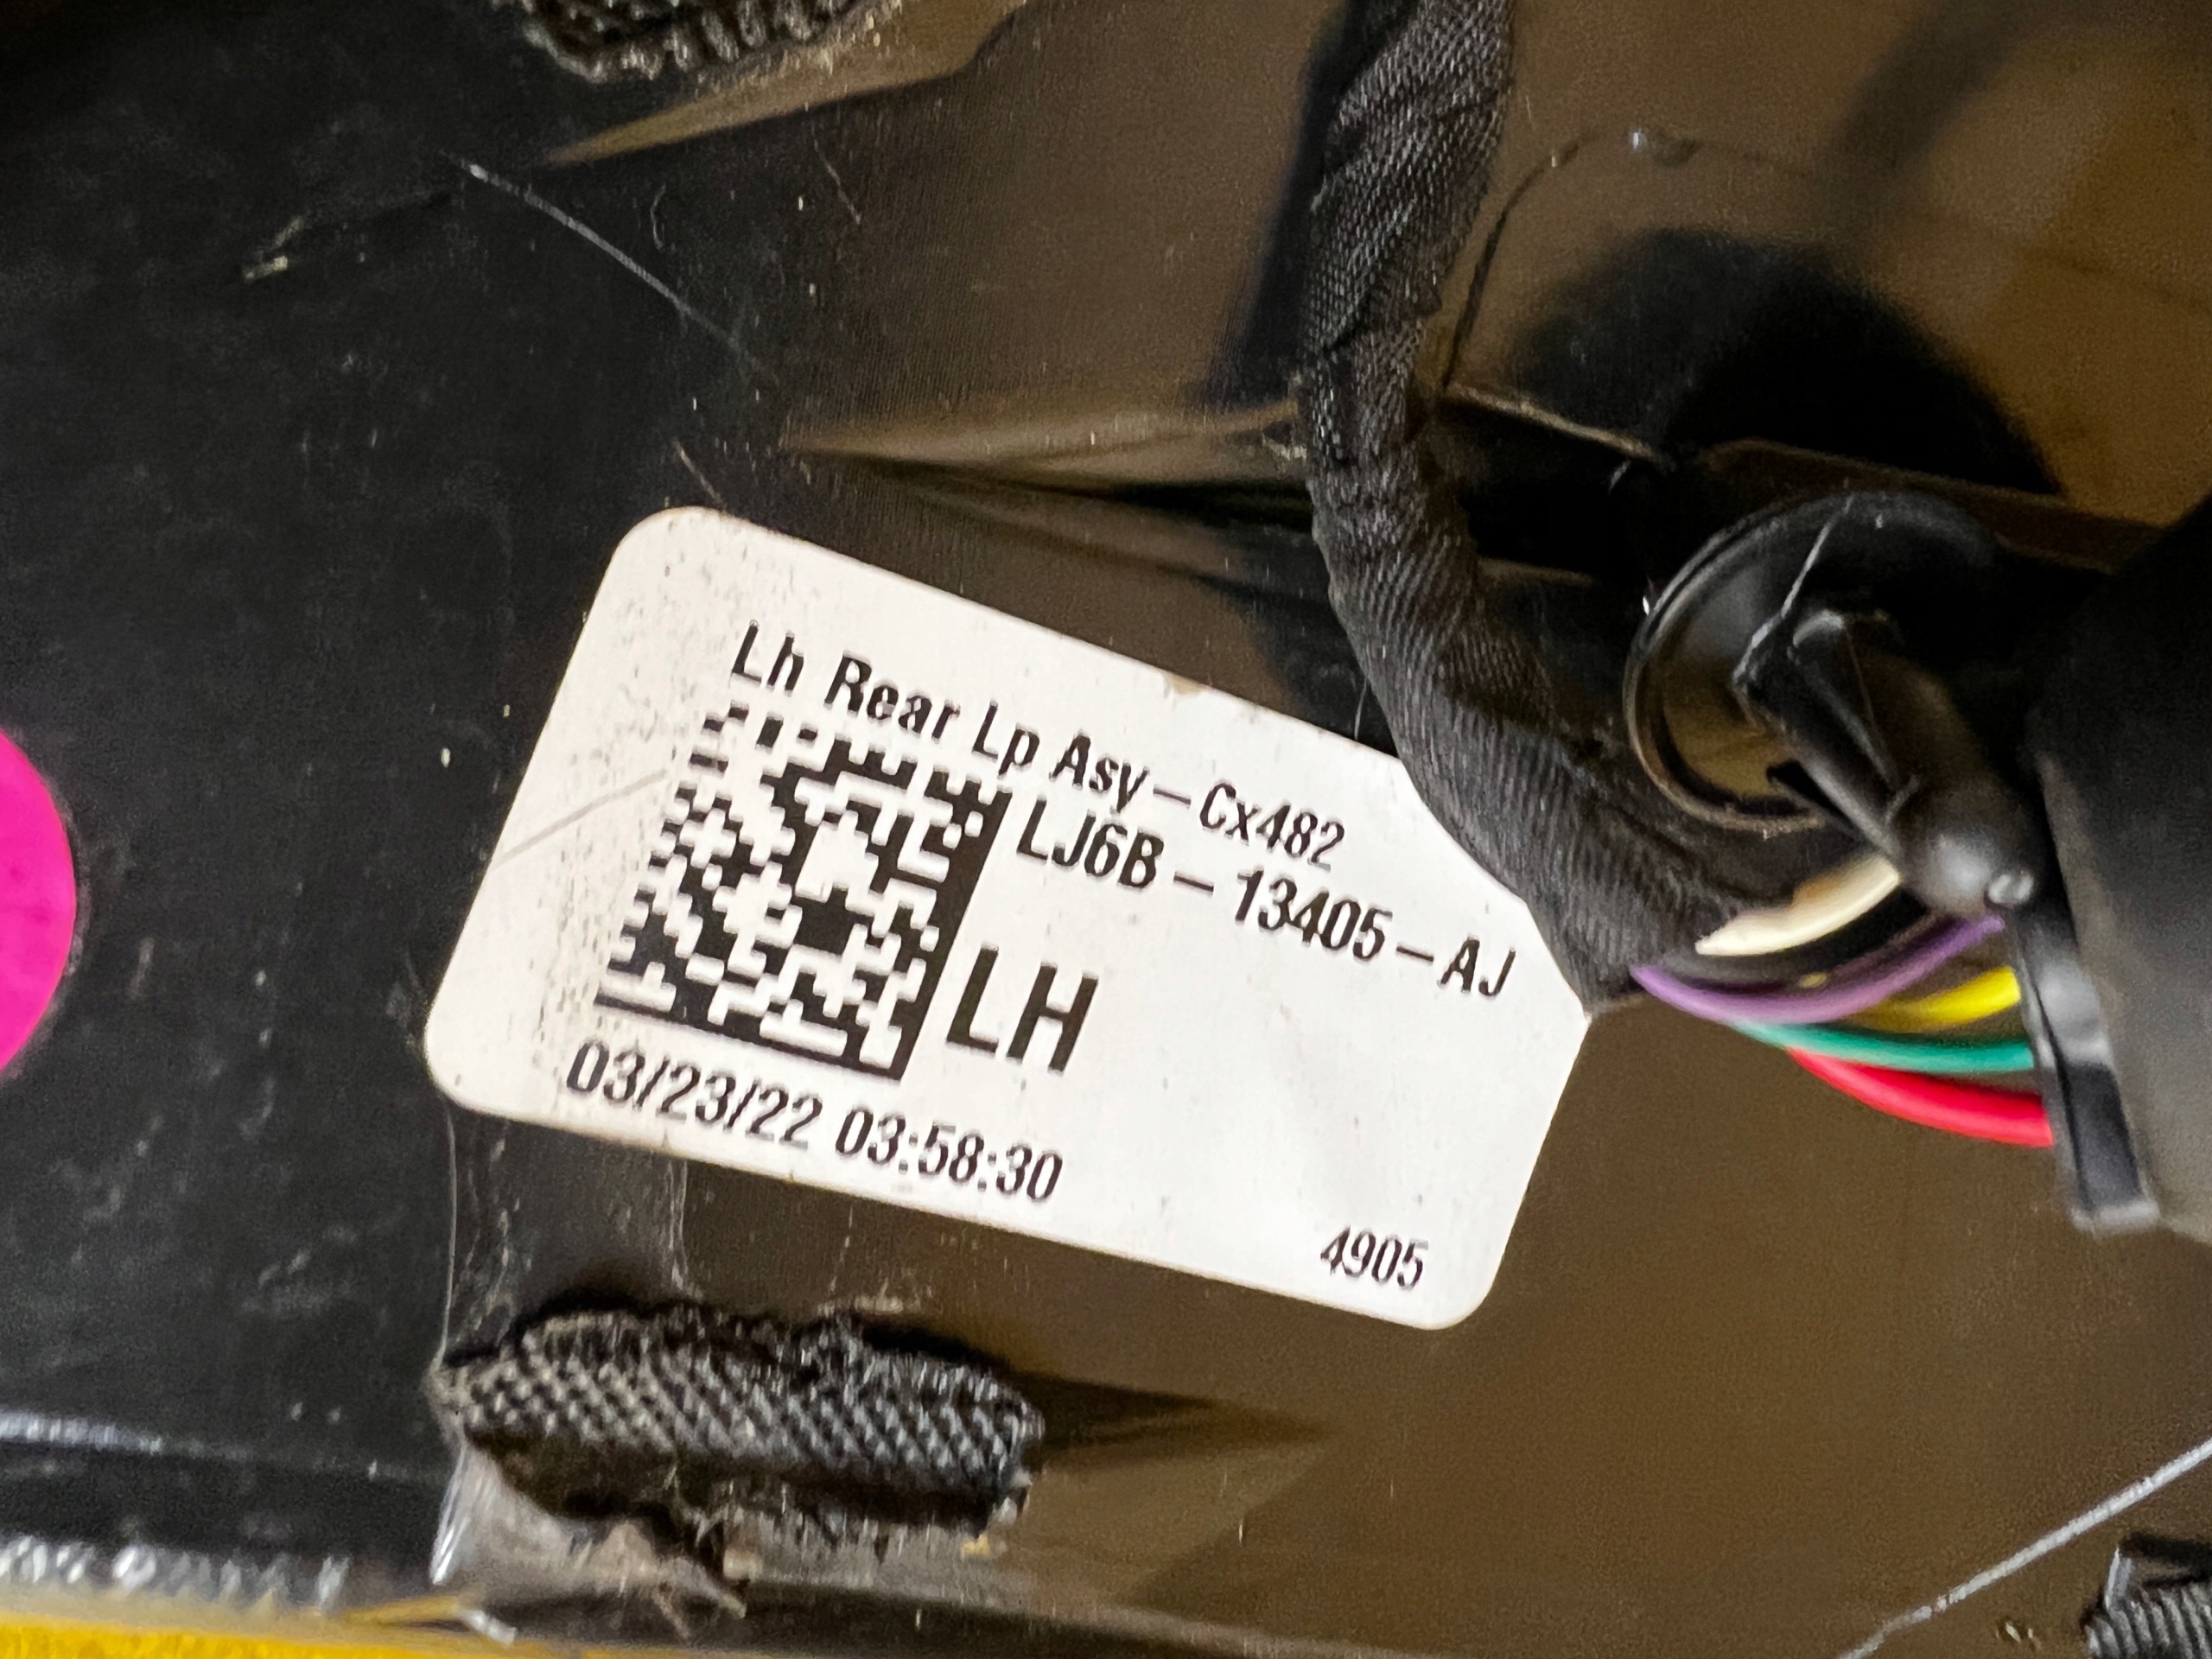 Lh Rear Lp Asy – Cx482
LJ6B – 13405 – AJ
LH
03/23/22 03:58:30
4905